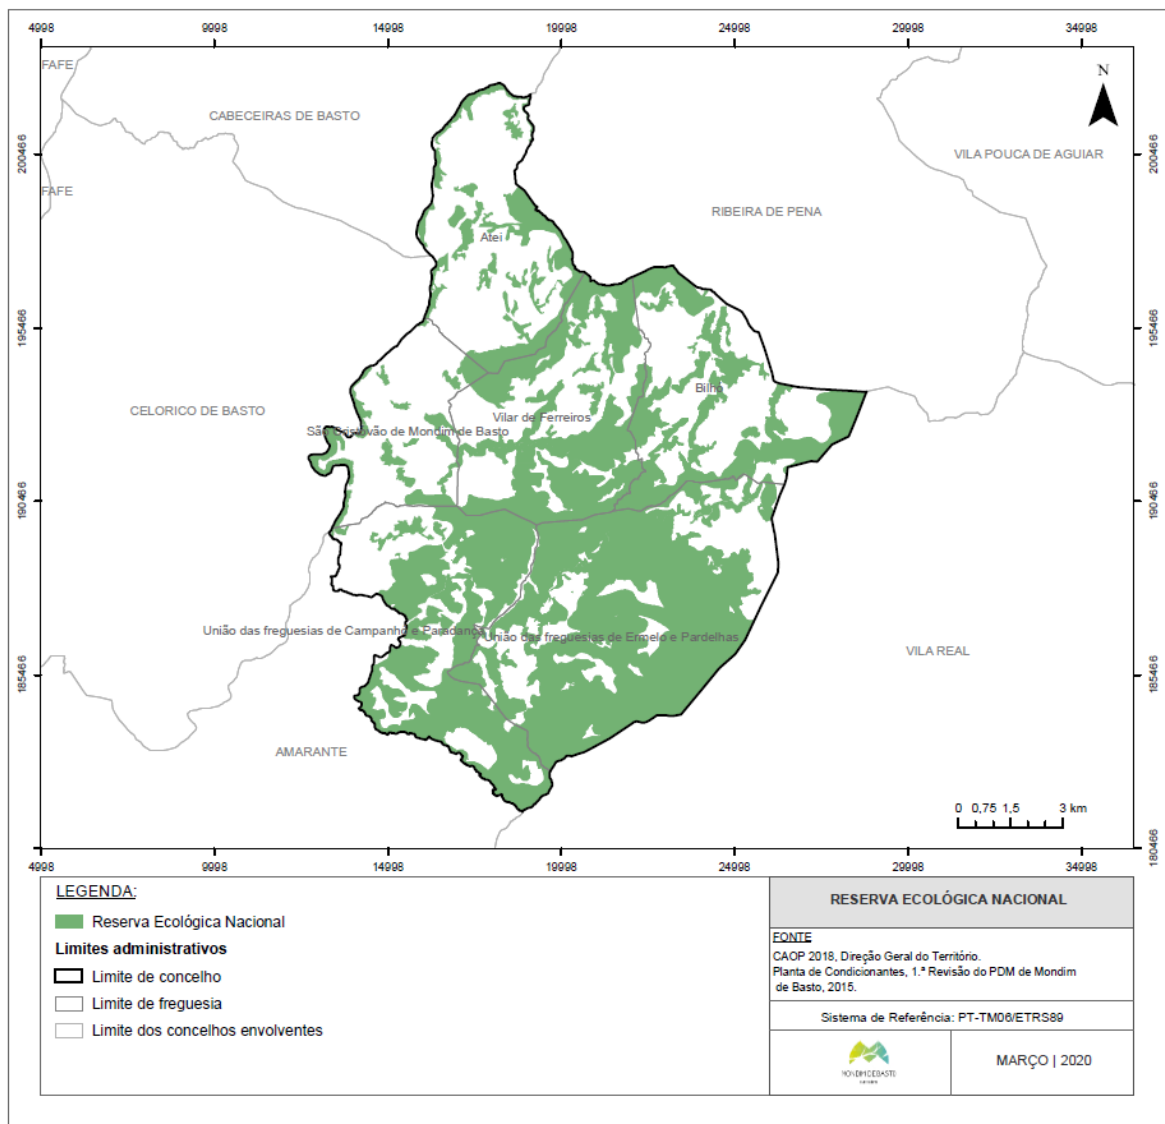 4998 9998 14998 19998 24998 29998 34998
FAFE
N
CABECEIRAS DE BASTO
200466
200466
VILA POUCA DE AGUIAR
FAFE
RIBEIRA DE PENA
Atei
195466
195466
Bilhó
CELORICO DE BASTO
Vilar de Ferreiros
São Cristóvão de Mondim de Basto
190466
190466
União das freguesias de Campanhó e Paradança
União das freguesias de Ermelo e Pardelhas
VILA REAL
185466
185466
AMARANTE
0 0,75 1,5 3 km
180466
4998 9998 14998 19998 24998 29998 34998
LEGENDA:
Reserva Ecológica Nacional
Limites administrativos
Limite de concelho
Limite de freguesia
Limite dos concelhos envolventes
RESERVA ECOLÓGICA NACIONAL
FONTE
CAOP 2018, Direção Geral do Território.
Planta de Condicionantes, 1.ª Revisão do PDM de Mondim
de Basto, 2015.
Sistema de Referência: PT-TM06/ETRS89
MONDIM DE BASTO
MARÇO | 2020